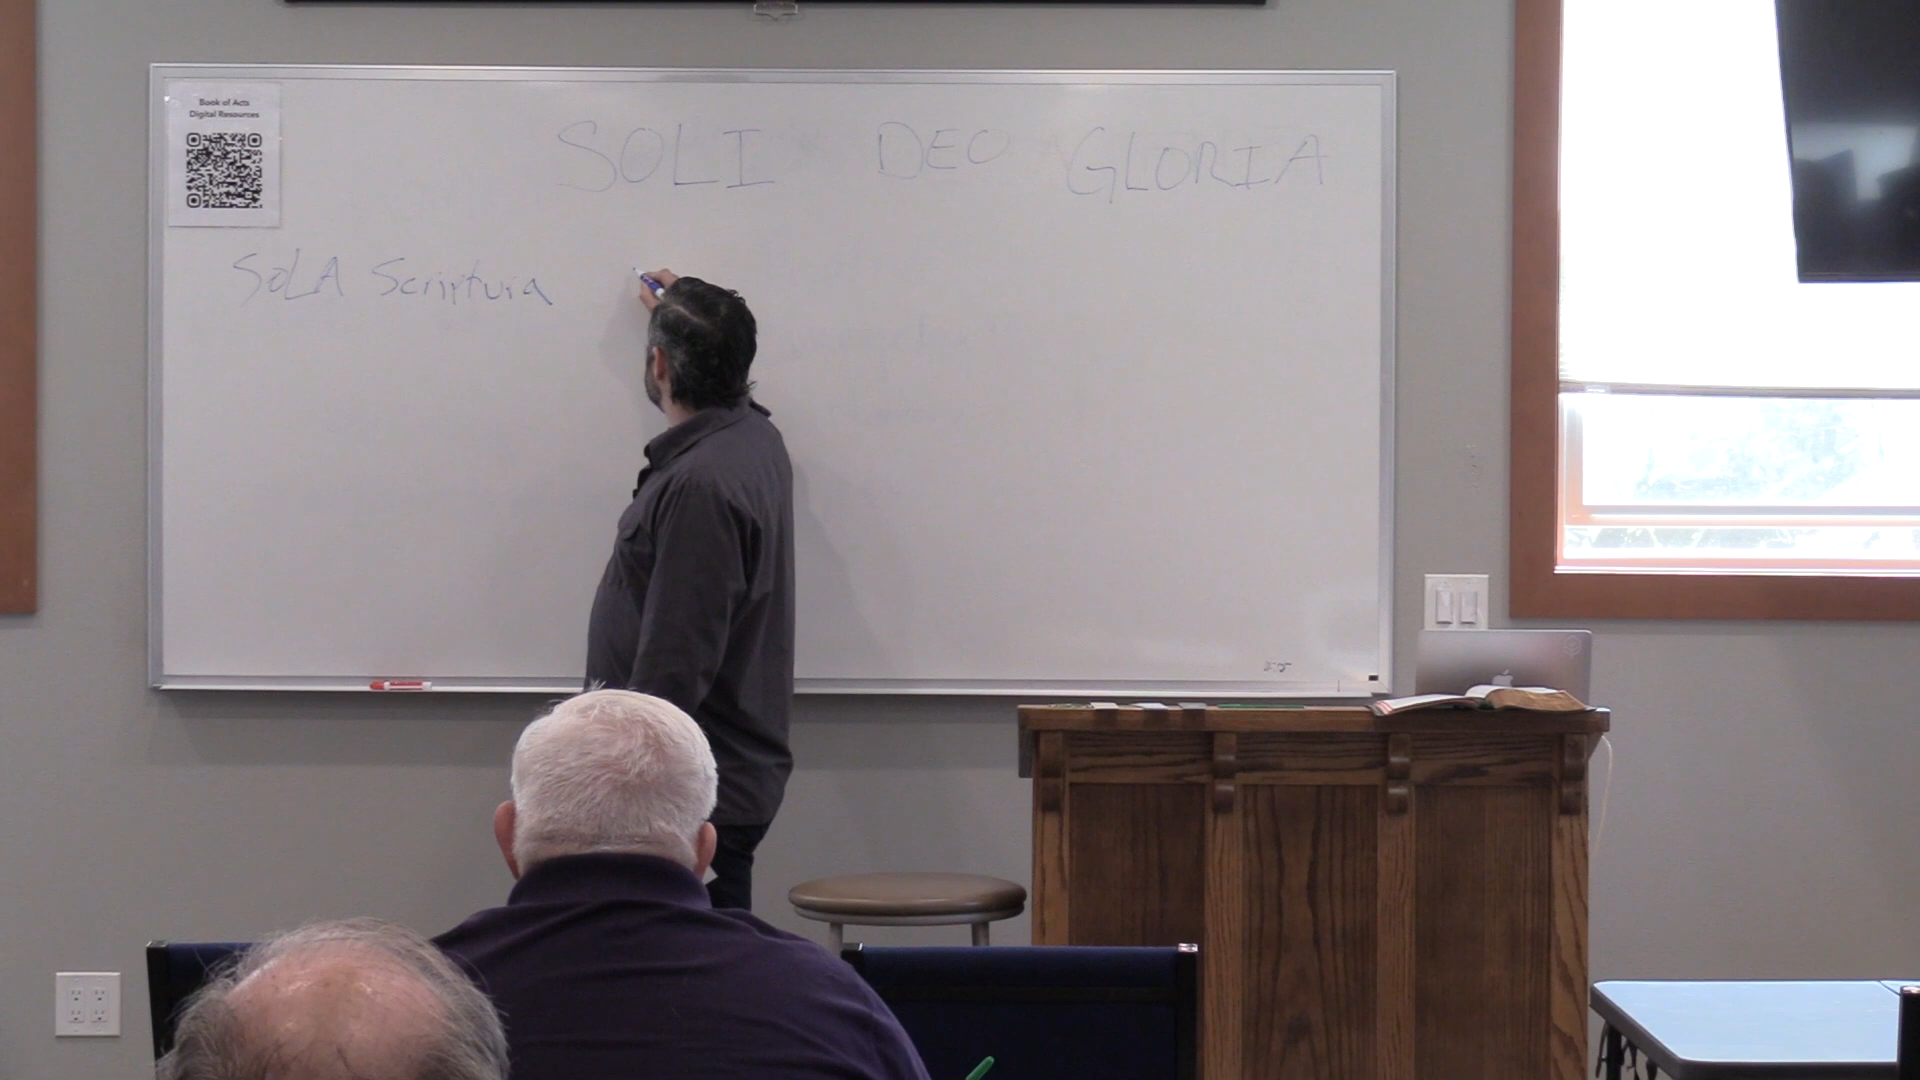 Book of Acts
Digital Resources
SOLI DEO GLORIA
SOLA Scriptura